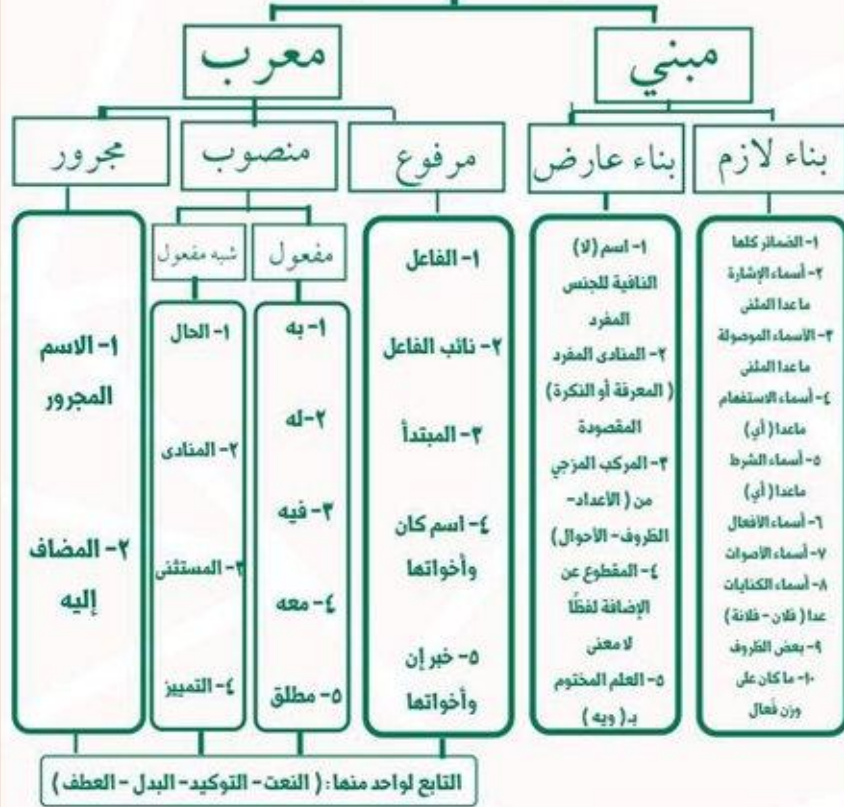 مبني
معرب
بناء لازم
بناء عارض
مرفوع
منصوب
مجرور
مفعول
شبه مفعول
١- الضمائر كلها
٢- أسماء الإشارة
ما عدا المثنى
٣- الأسماء الموصولة
ما عدا المثنى
٤- أسماء الاستفهام
ماعدا (أي)
٥- أسماء الشرط
ماعدا (أي)
٦- أسماء الأفعال
٧- أسماء الأصوات
٨- أسماء الكنايات
عدا (فلان - فلانة)
٩- بعض الظروف
١٠- ما كان على
وزن فَعال
١- اسم (لا)
النافية للجنس
المفرد
٢- المنادى المفرد
(المعرفة أو النكرة)
المقصودة
٣- المركب المزجي
من (الأعداد-
الظروف- الأحوال)
٤- المقطوع عن
الإضافة لفظًا
لا معنى
٥- العلم المختوم
بـ (ويه)
١- الفاعل
٢- نائب الفاعل
٣- المبتدأ
٤- اسم كان
وأخواتها
٥- خبر إن
وأخواتها
١- به
٢-له
٣- فيه
٤- معه
٥- مطلق
١- الحال
٢- المنادى
٣- المستثنى
٤- التمييز
١- الاسم
المجرور
٢- المضاف
إليه
التابع لواحد منها: (النعت- التوكيد- البدل - العطف)